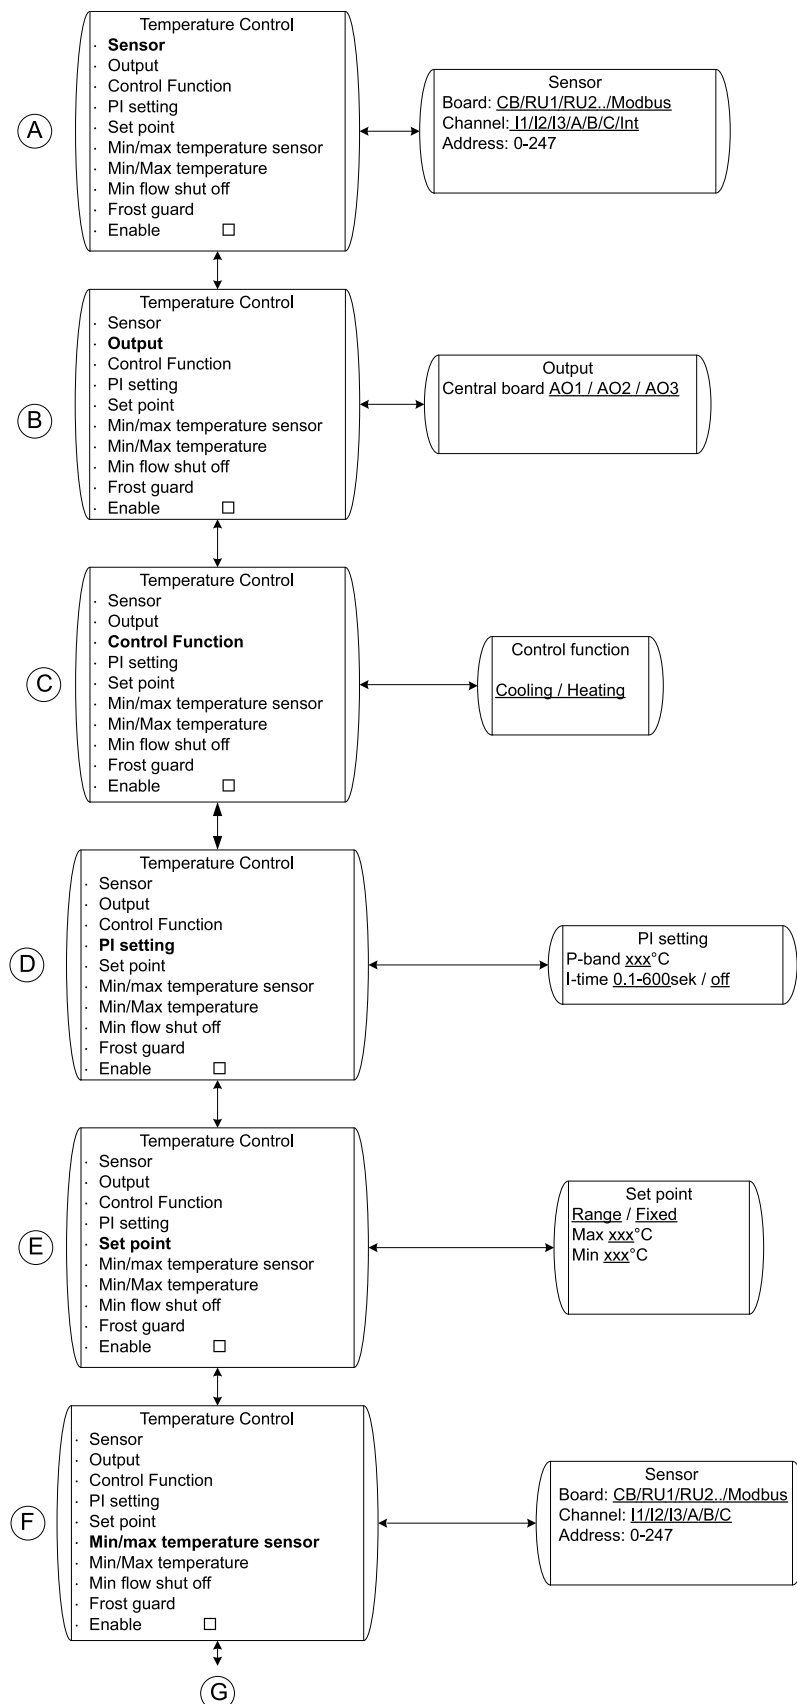 Temperature Control
· Sensor
· Output
· Control Function
· PI setting
· Set point
· Min/max temperature sensor
· Min/Max temperature
· Min flow shut off
· Frost guard
· Enable
A
Sensor
Board: CB/RU1/RU2../Modbus
Channel: I1/I2/I3/A/B/C/Int
Address: 0-247
Temperature Control
· Sensor
· Output
· Control Function
· PI setting
· Set point
· Min/max temperature sensor
· Min/Max temperature
· Min flow shut off
· Frost guard
· Enable
B
Output
Central board AO1 / AO2 / AO3
Temperature Control
· Sensor
· Output
· Control Function
· PI setting
· Set point
· Min/max temperature sensor
· Min/Max temperature
· Min flow shut off
· Frost guard
· Enable
C
Control function
Cooling / Heating
Temperature Control
· Sensor
· Output
· Control Function
· PI setting
· Set point
· Min/max temperature sensor
· Min/Max temperature
· Min flow shut off
· Frost guard
· Enable
D
PI setting
P-band xxx°C
I-time 0.1-600sek / off
Temperature Control
· Sensor
· Output
· Control Function
· PI setting
· Set point
· Min/max temperature sensor
· Min/Max temperature
· Min flow shut off
· Frost guard
· Enable
E
Set point
Range / Fixed
Max xxx°C
Min xxx°C
Temperature Control
· Sensor
· Output
· Control Function
· PI setting
· Set point
· Min/max temperature sensor
· Min/Max temperature
· Min flow shut off
· Frost guard
· Enable
F
Sensor
Board: CB/RU1/RU2../Modbus
Channel: I1/I2/I3/A/B/C
Address: 0-247
G